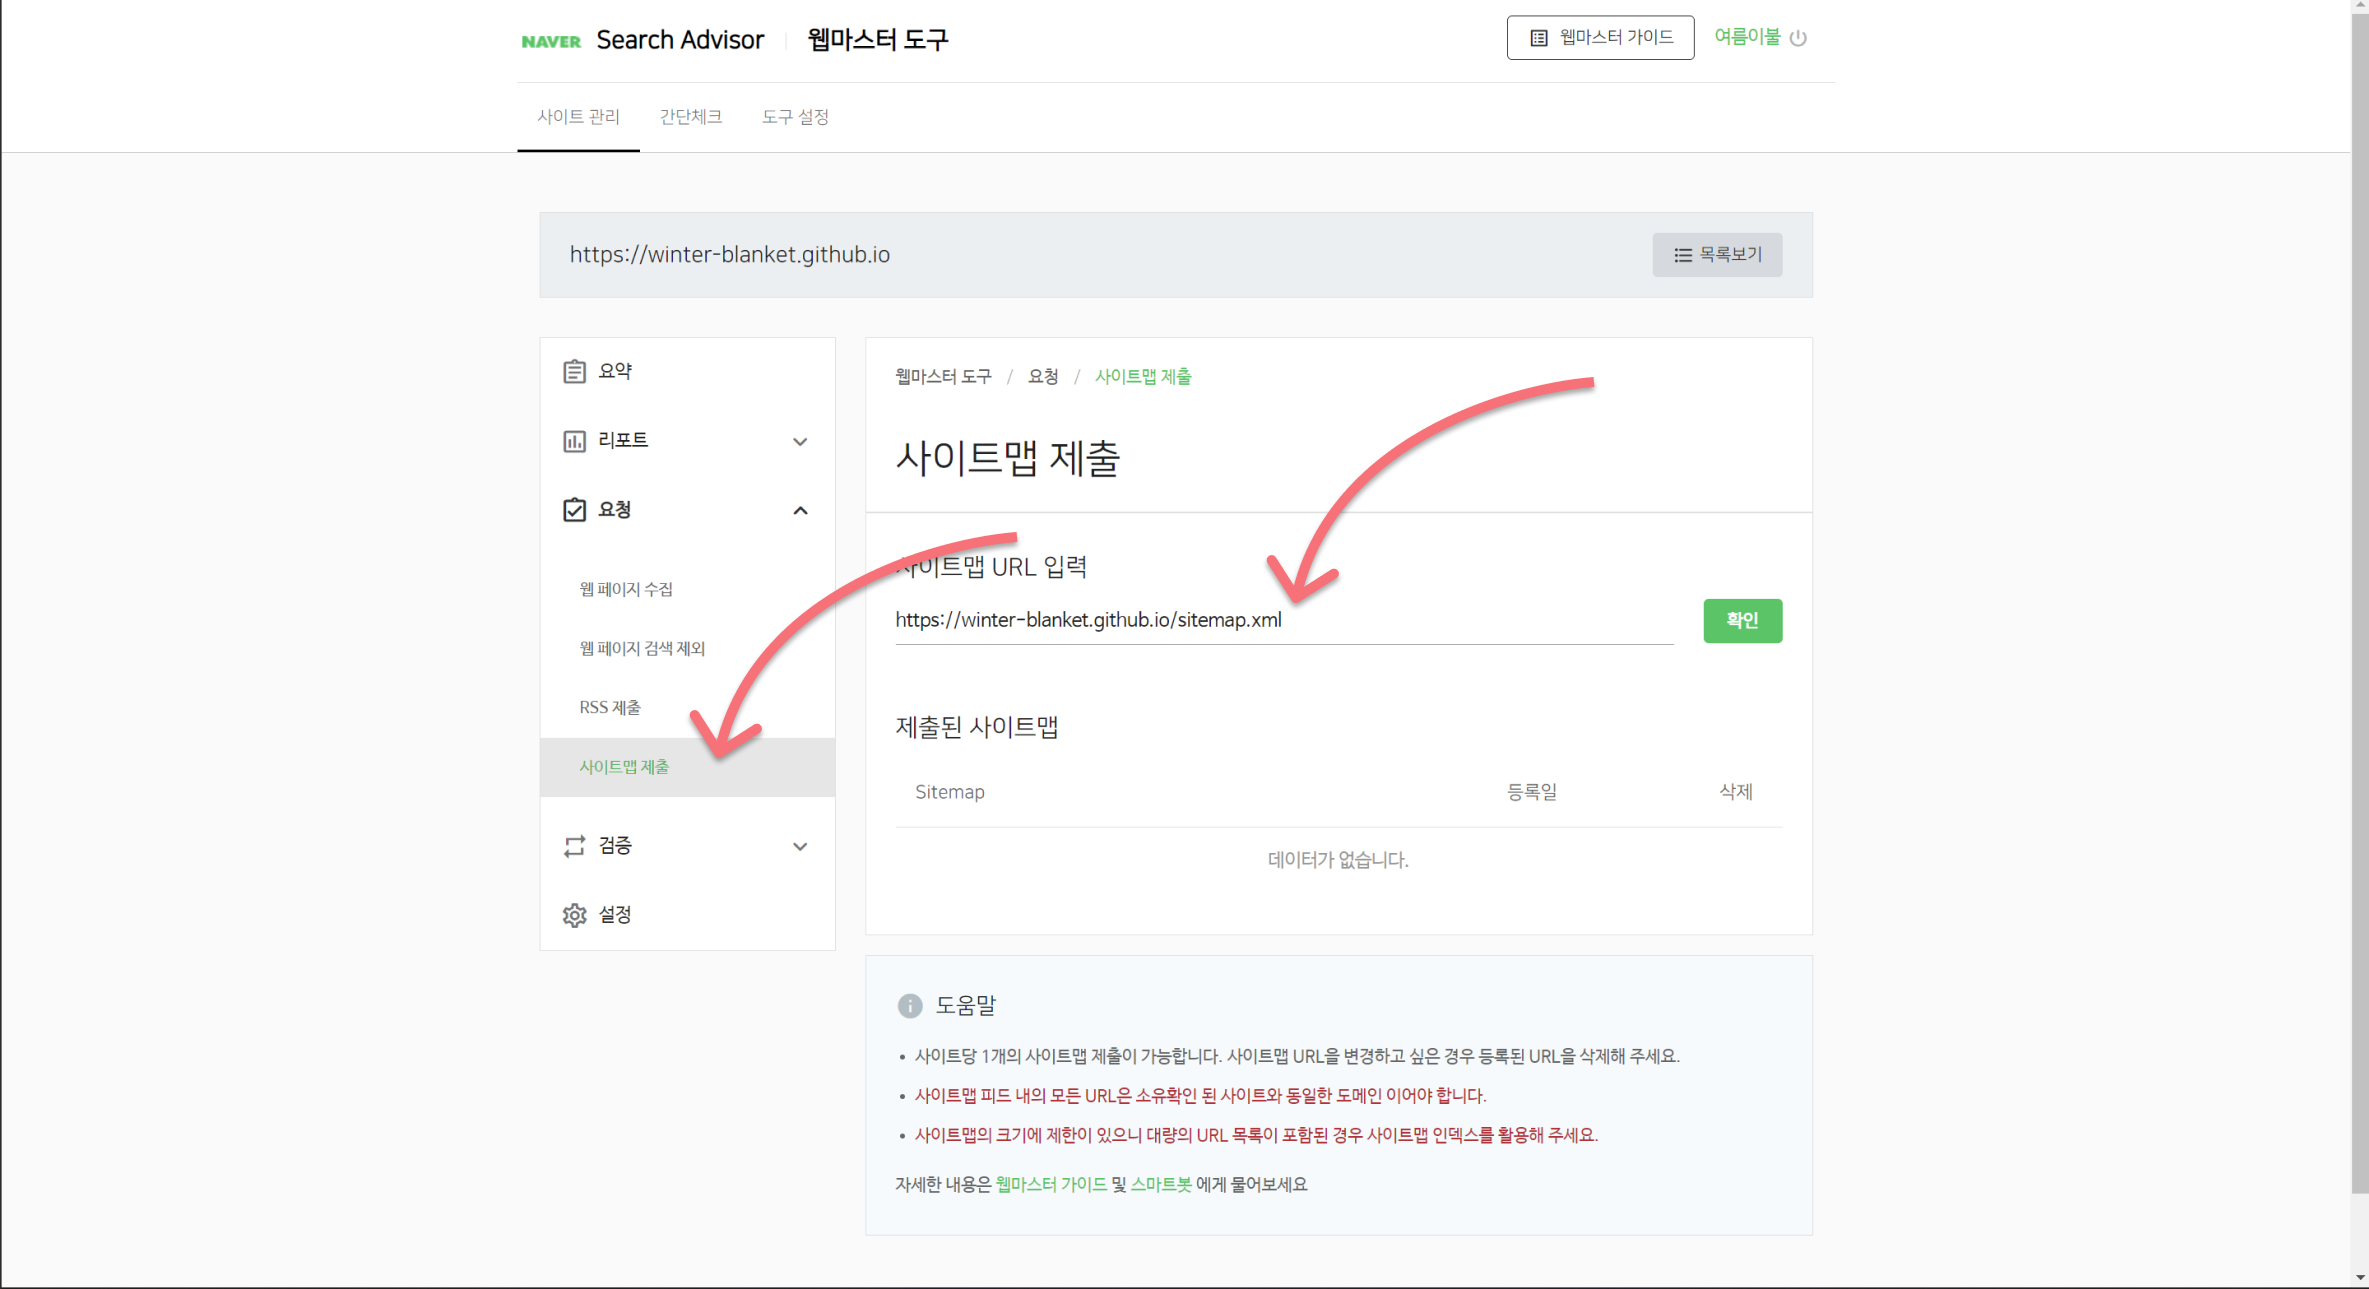 NAVER Search Advisor 웹마스터 도구
웹마스터 가이드
여름이불
사이트 관리
간단체크
도구 설정
https://winter-blanket.github.io
목록보기
요약
리포트
요청
웹 페이지 수집
웹 페이지 검색 제외
RSS 제출
사이트맵 제출
검증
설정
웹마스터 도구 / 요청 / 사이트맵 제출
사이트맵 제출
사이트맵 URL 입력
https://winter-blanket.github.io/sitemap.xml
확인
제출된 사이트맵
Sitemap 등록일 삭제
데이터가 없습니다.
도움말
• 사이트당 1개의 사이트맵 제출이 가능합니다. 사이트맵 URL을 변경하고 싶은 경우 등록된 URL을 삭제해 주세요.
• 사이트맵 피드 내의 모든 URL은 소유확인 된 사이트와 동일한 도메인 이어야 합니다.
• 사이트맵의 크기에 제한이 있으니 대량의 URL 목록이 포함된 경우 사이트맵 인덱스를 활용해 주세요.
자세한 내용은 웹마스터 가이드 및 스마트봇 에게 물어보세요